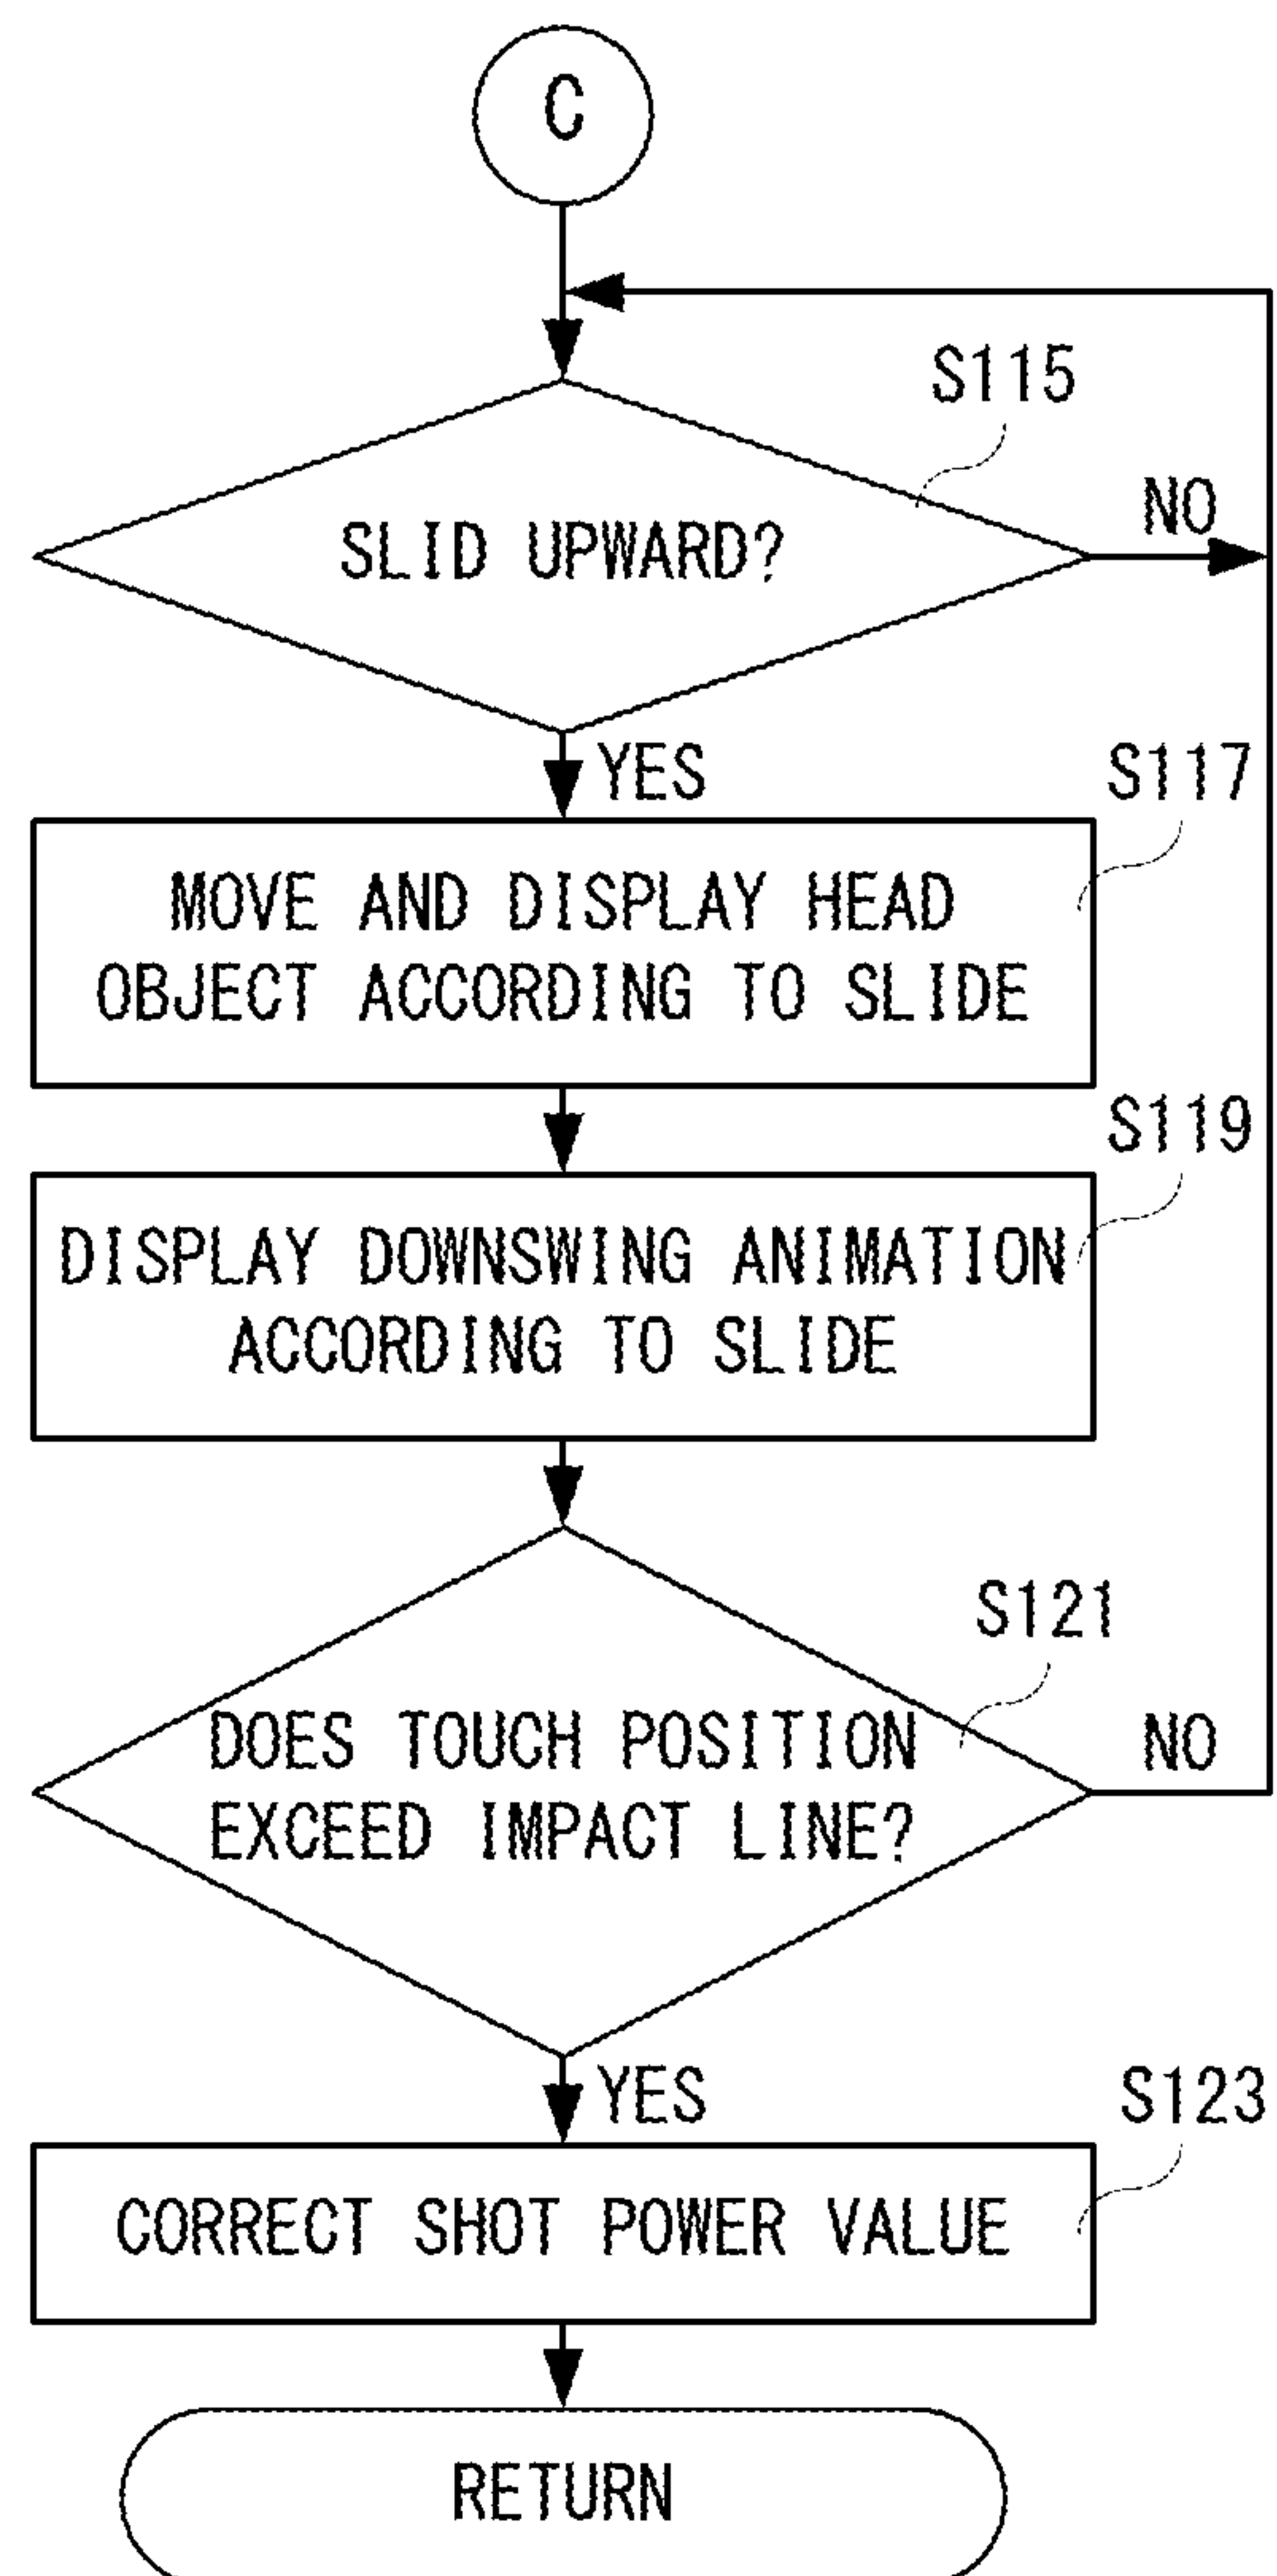 C
S115
SLID UPWARD?
NO
YES
S117
MOVE AND DISPLAY HEAD
OBJECT ACCORDING TO SLIDE
S119
DISPLAY DOWNSWING ANIMATION
ACCORDING TO SLIDE
S121
DOES TOUCH POSITION
EXCEED IMPACT LINE?
NO
YES
S123
CORRECT SHOT POWER VALUE
RETURN